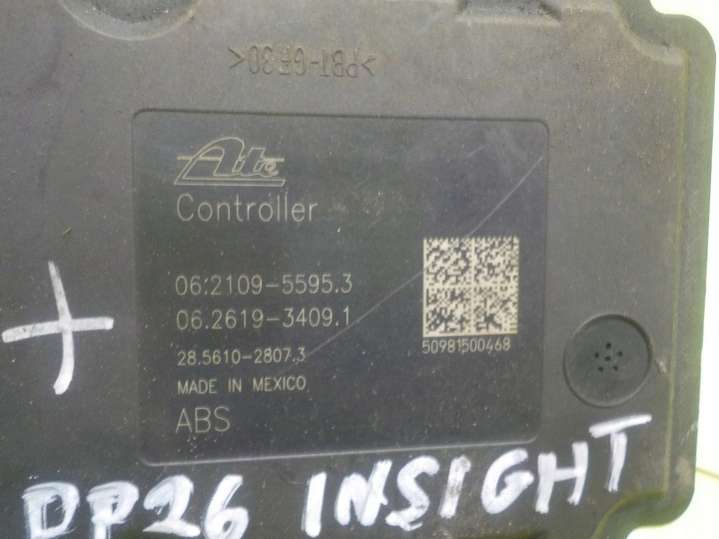 >PBT-GF30<
Ate
Controller
06.2109-5595.3
06.2619-3409.1
28.5610-2807.3
50981500468
MADE IN MEXICO
ABS
+
DP26 INSIGHT